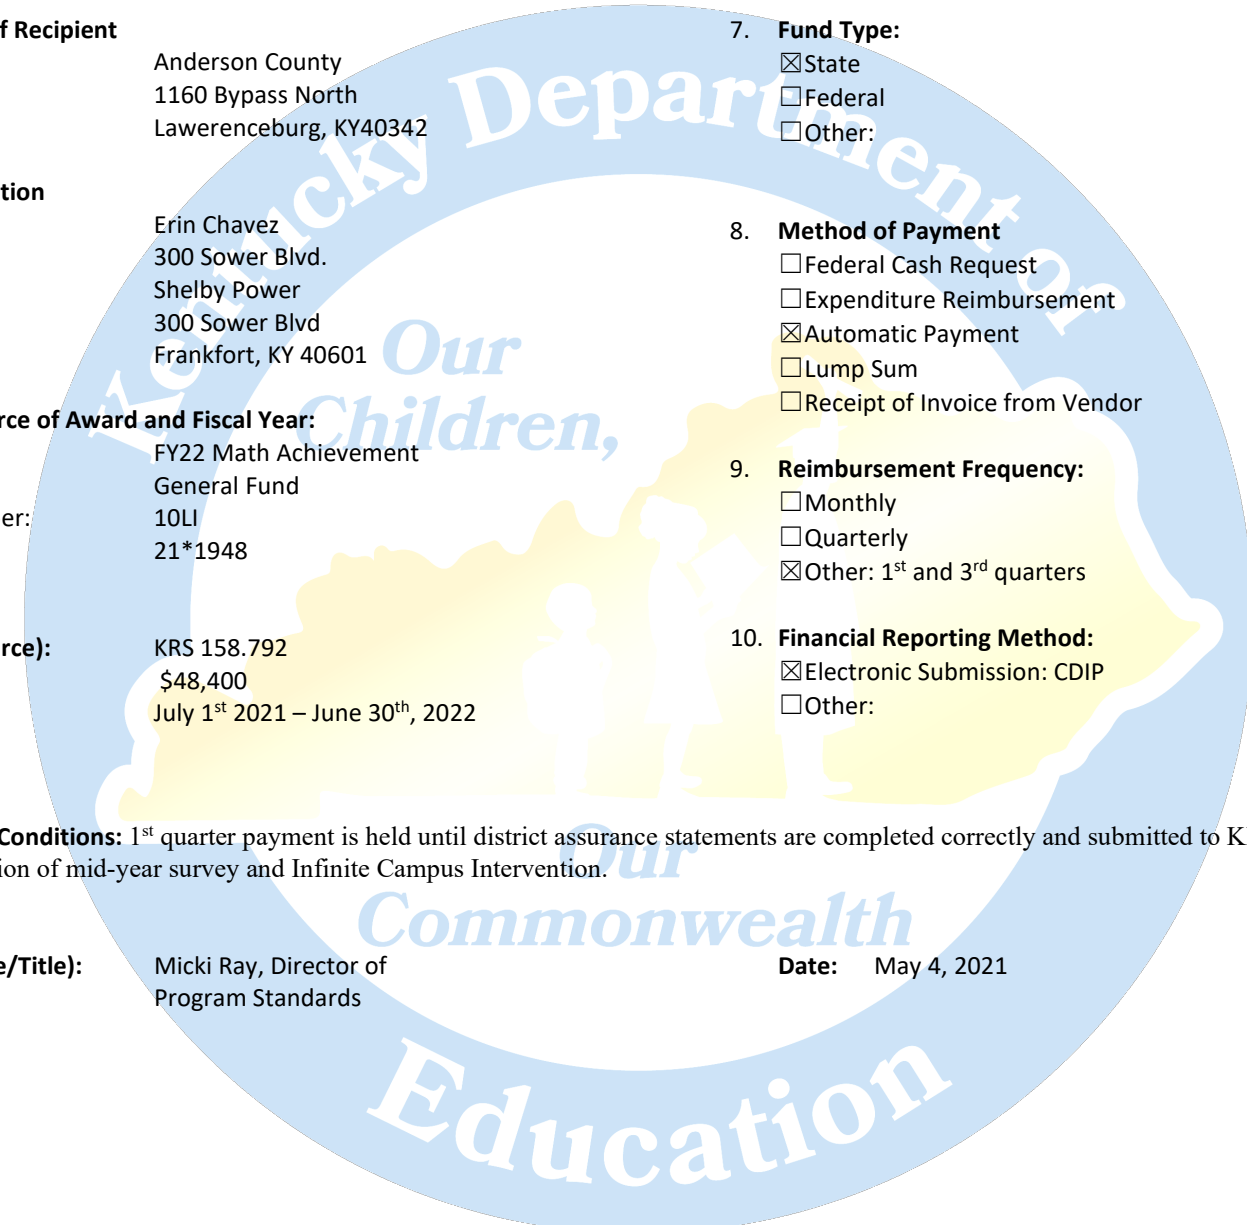 f Recipient
Anderson County
1160 Bypass North
Lawerenceburg, KY40342
tion
Erin Chavez
300 Sower Blvd.
Shelby Power
300 Sower Blvd
Frankfort, KY 40601
rce of Award and Fiscal Year:
FY22 Math Achievement
General Fund
er: 10LI
21*1948
rce): KRS 158.792
$48,400
July 1st 2021 – June 30th, 2022
7. Fund Type:
☒State
☐Federal
☐Other:
8. Method of Payment
☐Federal Cash Request
☐Expenditure Reimbursement
☒Automatic Payment
☐Lump Sum
☐Receipt of Invoice from Vendor
9. Reimbursement Frequency:
☐Monthly
☐Quarterly
☒Other: 1st and 3rd quarters
10. Financial Reporting Method:
☒Electronic Submission: CDIP
☐Other:
Conditions: 1st quarter payment is held until district assurance statements are completed correctly and submitted to K
ion of mid-year survey and Infinite Campus Intervention.
e/Title): Micki Ray, Director of
Program Standards
Date: May 4, 2021
Kentucky Department of
Education
Our
Children,
Our
Commonwealth